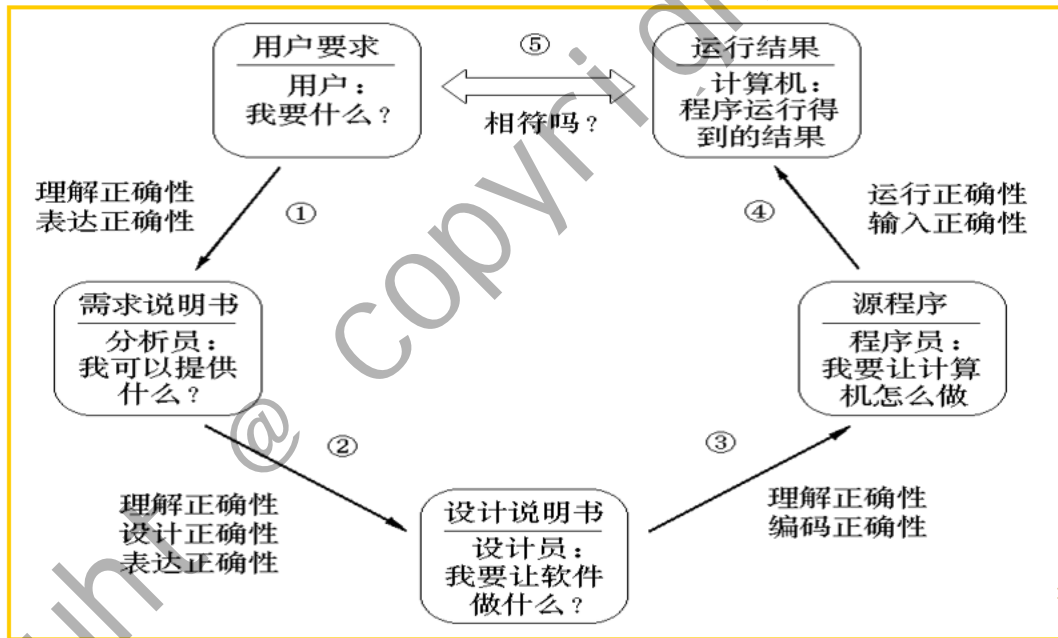 用户要求
用户：
我要什么？
⑤
相符吗？
运行结果
计算机：
程序运行得
到的结果
理解正确性
表达正确性
①
④
运行正确性
输入正确性
需求说明书
分析员：
我可以提供
什么？
源程序
程序员：
我要让计算
机怎么做
②
③
理解正确性
设计正确性
表达正确性
设计说明书
设计员：
我要让软件
做什么？
理解正确性
编码正确性
@ copyri